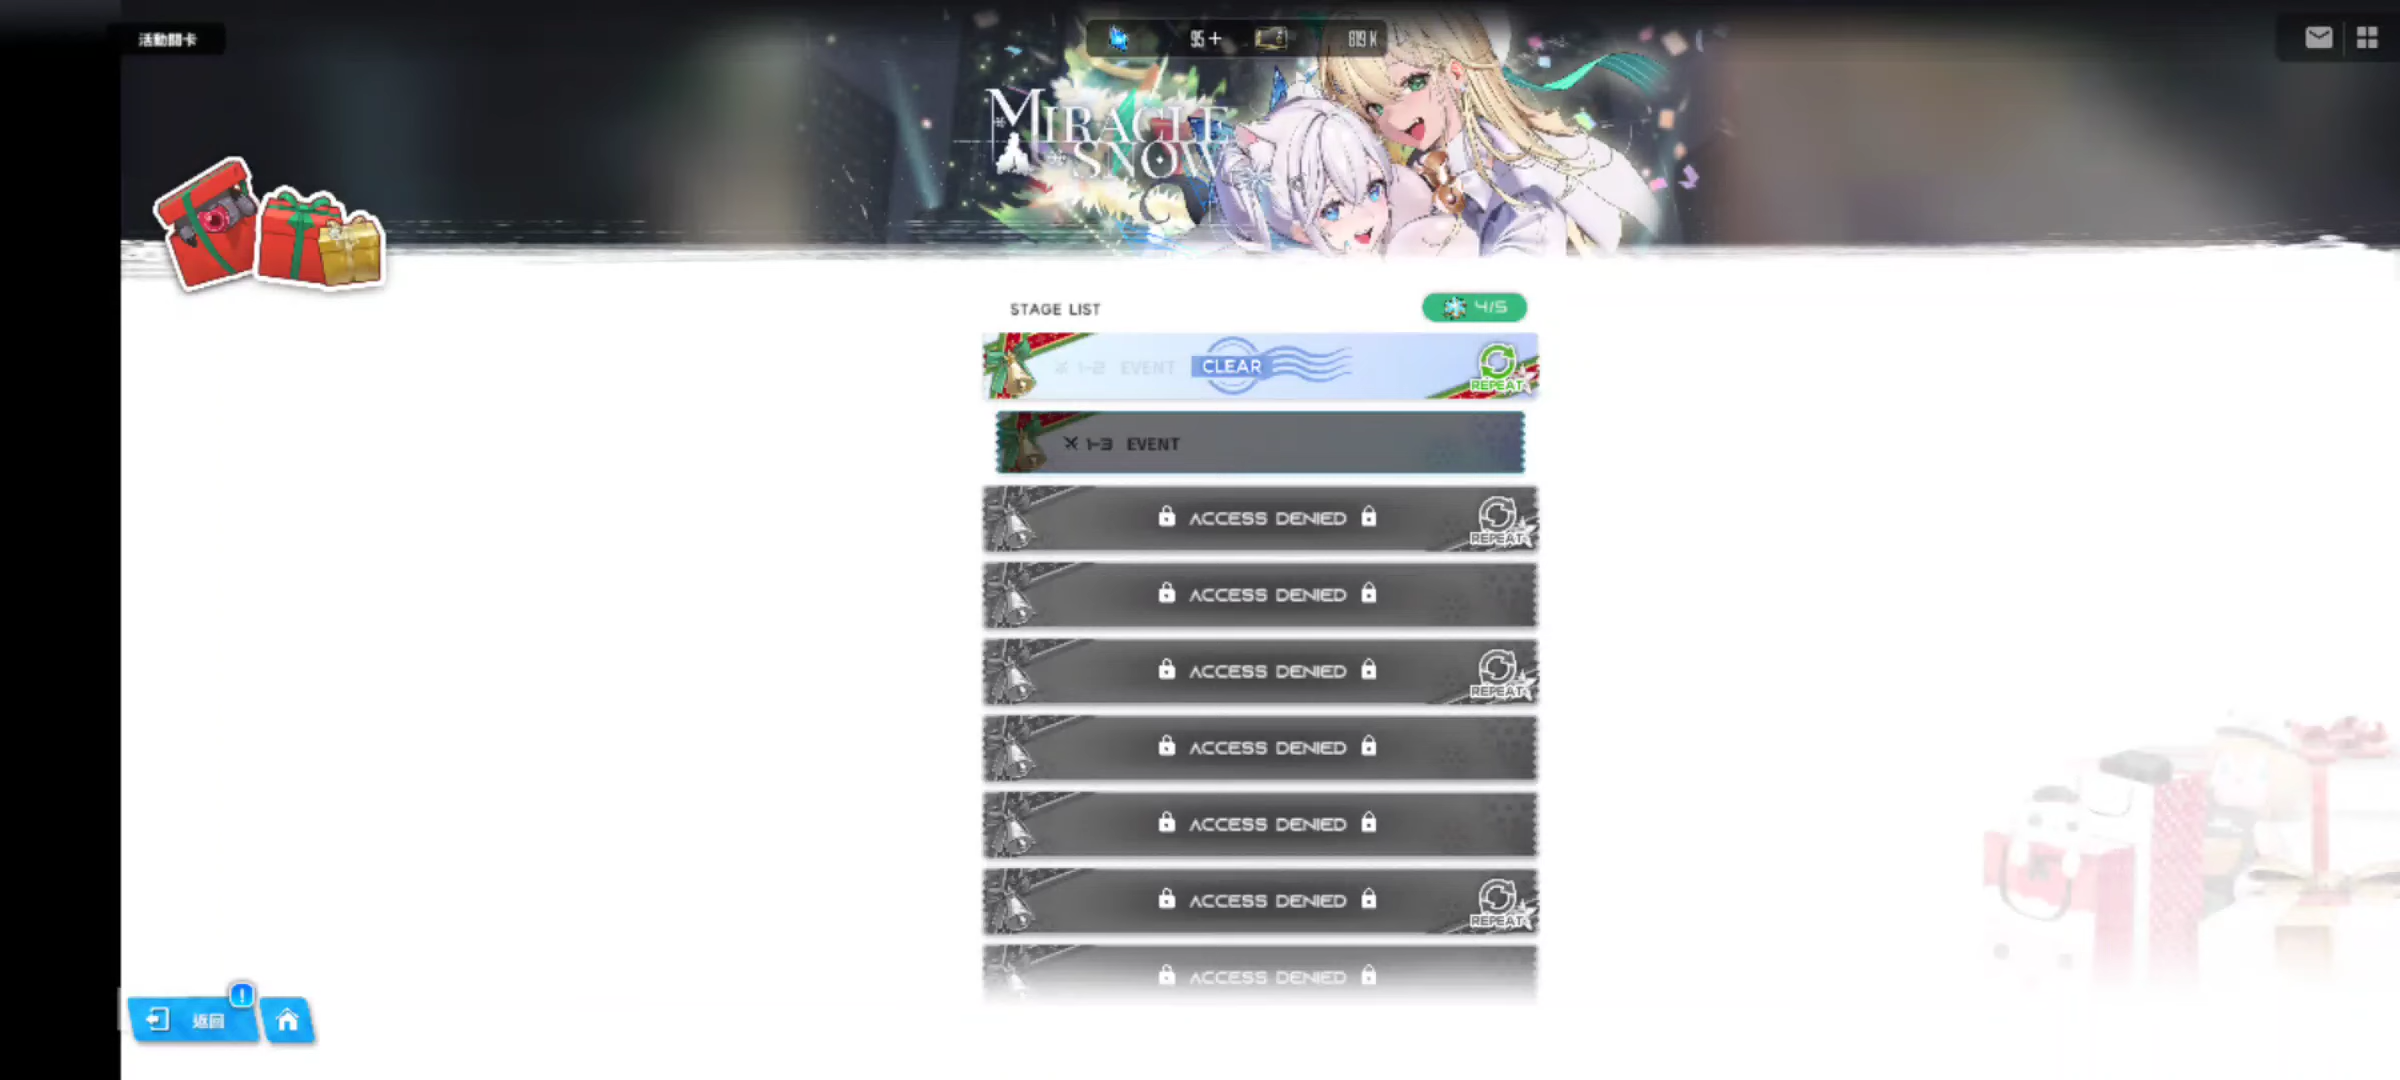 活動關卡
95+
819 K
MIRACLE
SNOW
STAGE LIST
4/5
1-2 EVENT
CLEAR
REPEAT
1-3 EVENT
ACCESS DENIED
REPEAT
ACCESS DENIED
ACCESS DENIED
REPEAT
ACCESS DENIED
ACCESS DENIED
ACCESS DENIED
REPEAT
ACCESS DENIED
!
返回